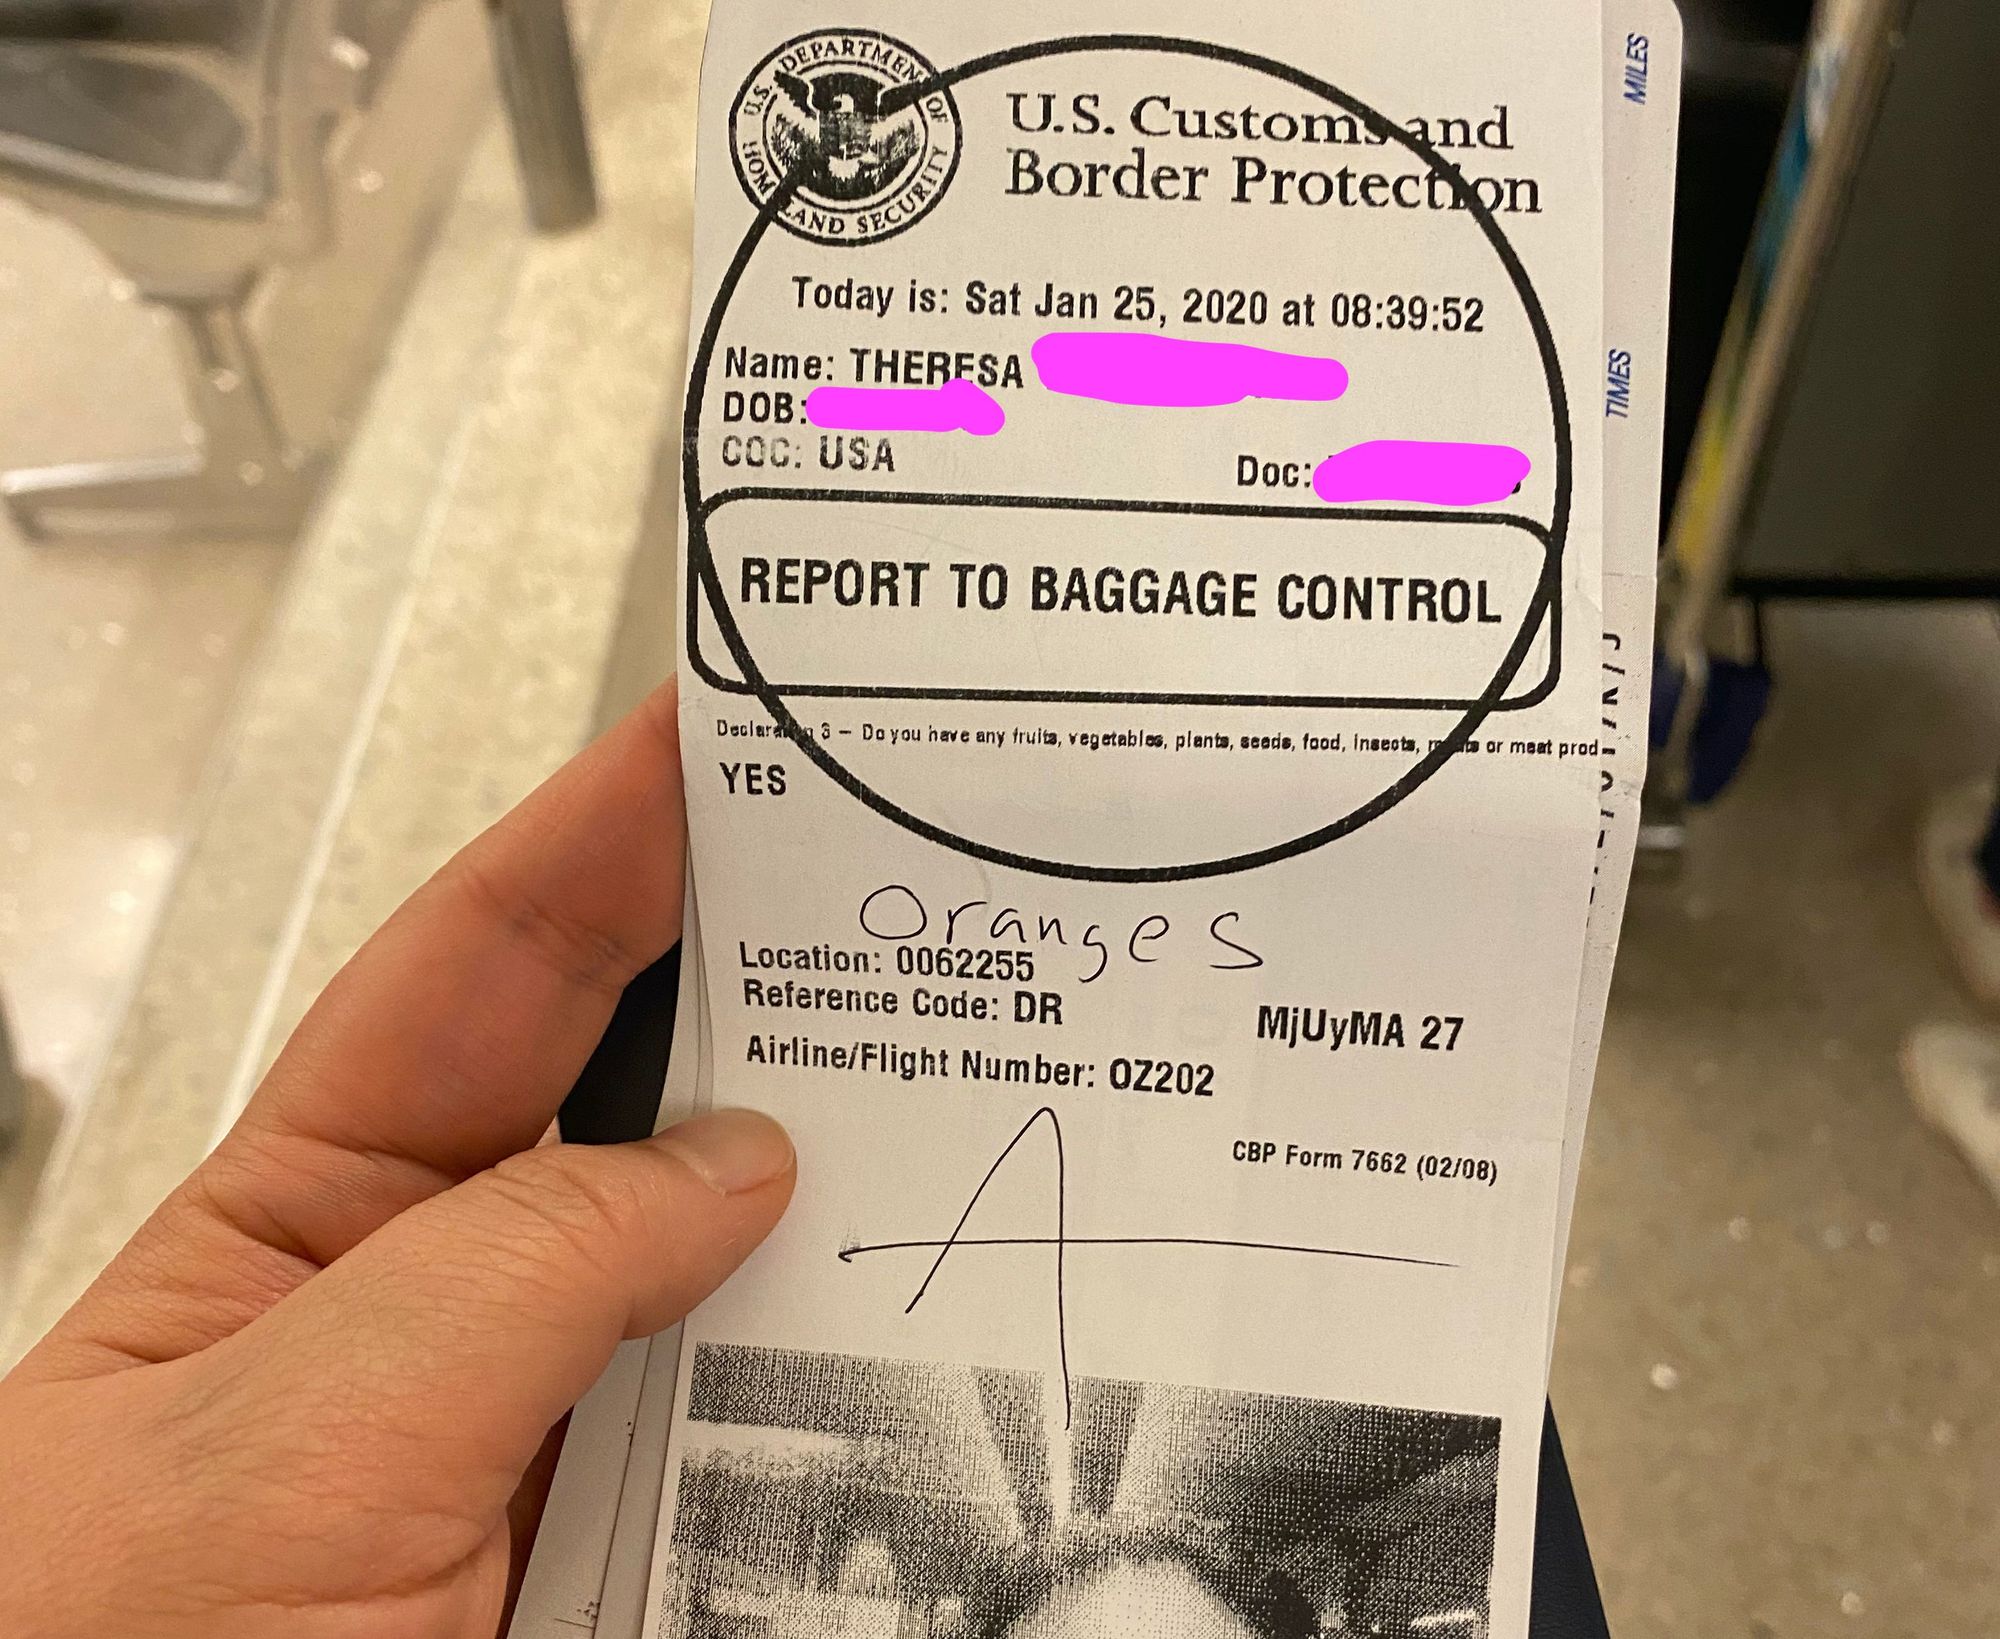 U.S. DEPARTMENT OF HOMELAND SECURITY
U.S. Customs and
Border Protection
MILES
Today is: Sat Jan 25, 2020 at 08:39:52
Name: THERESA
DOB:
COC: USA
Doc:
TIMES
REPORT TO BAGGAGE CONTROL
Declaration 3 – Do you have any fruits, vegetables, plants, seeds, food, insects, meats or meat prod-
YES
Oranges
Location: 0062255
Reference Code: DR
MjUyMA 27
Airline/Flight Number: OZ202
CBP Form 7662 (02/08)
A